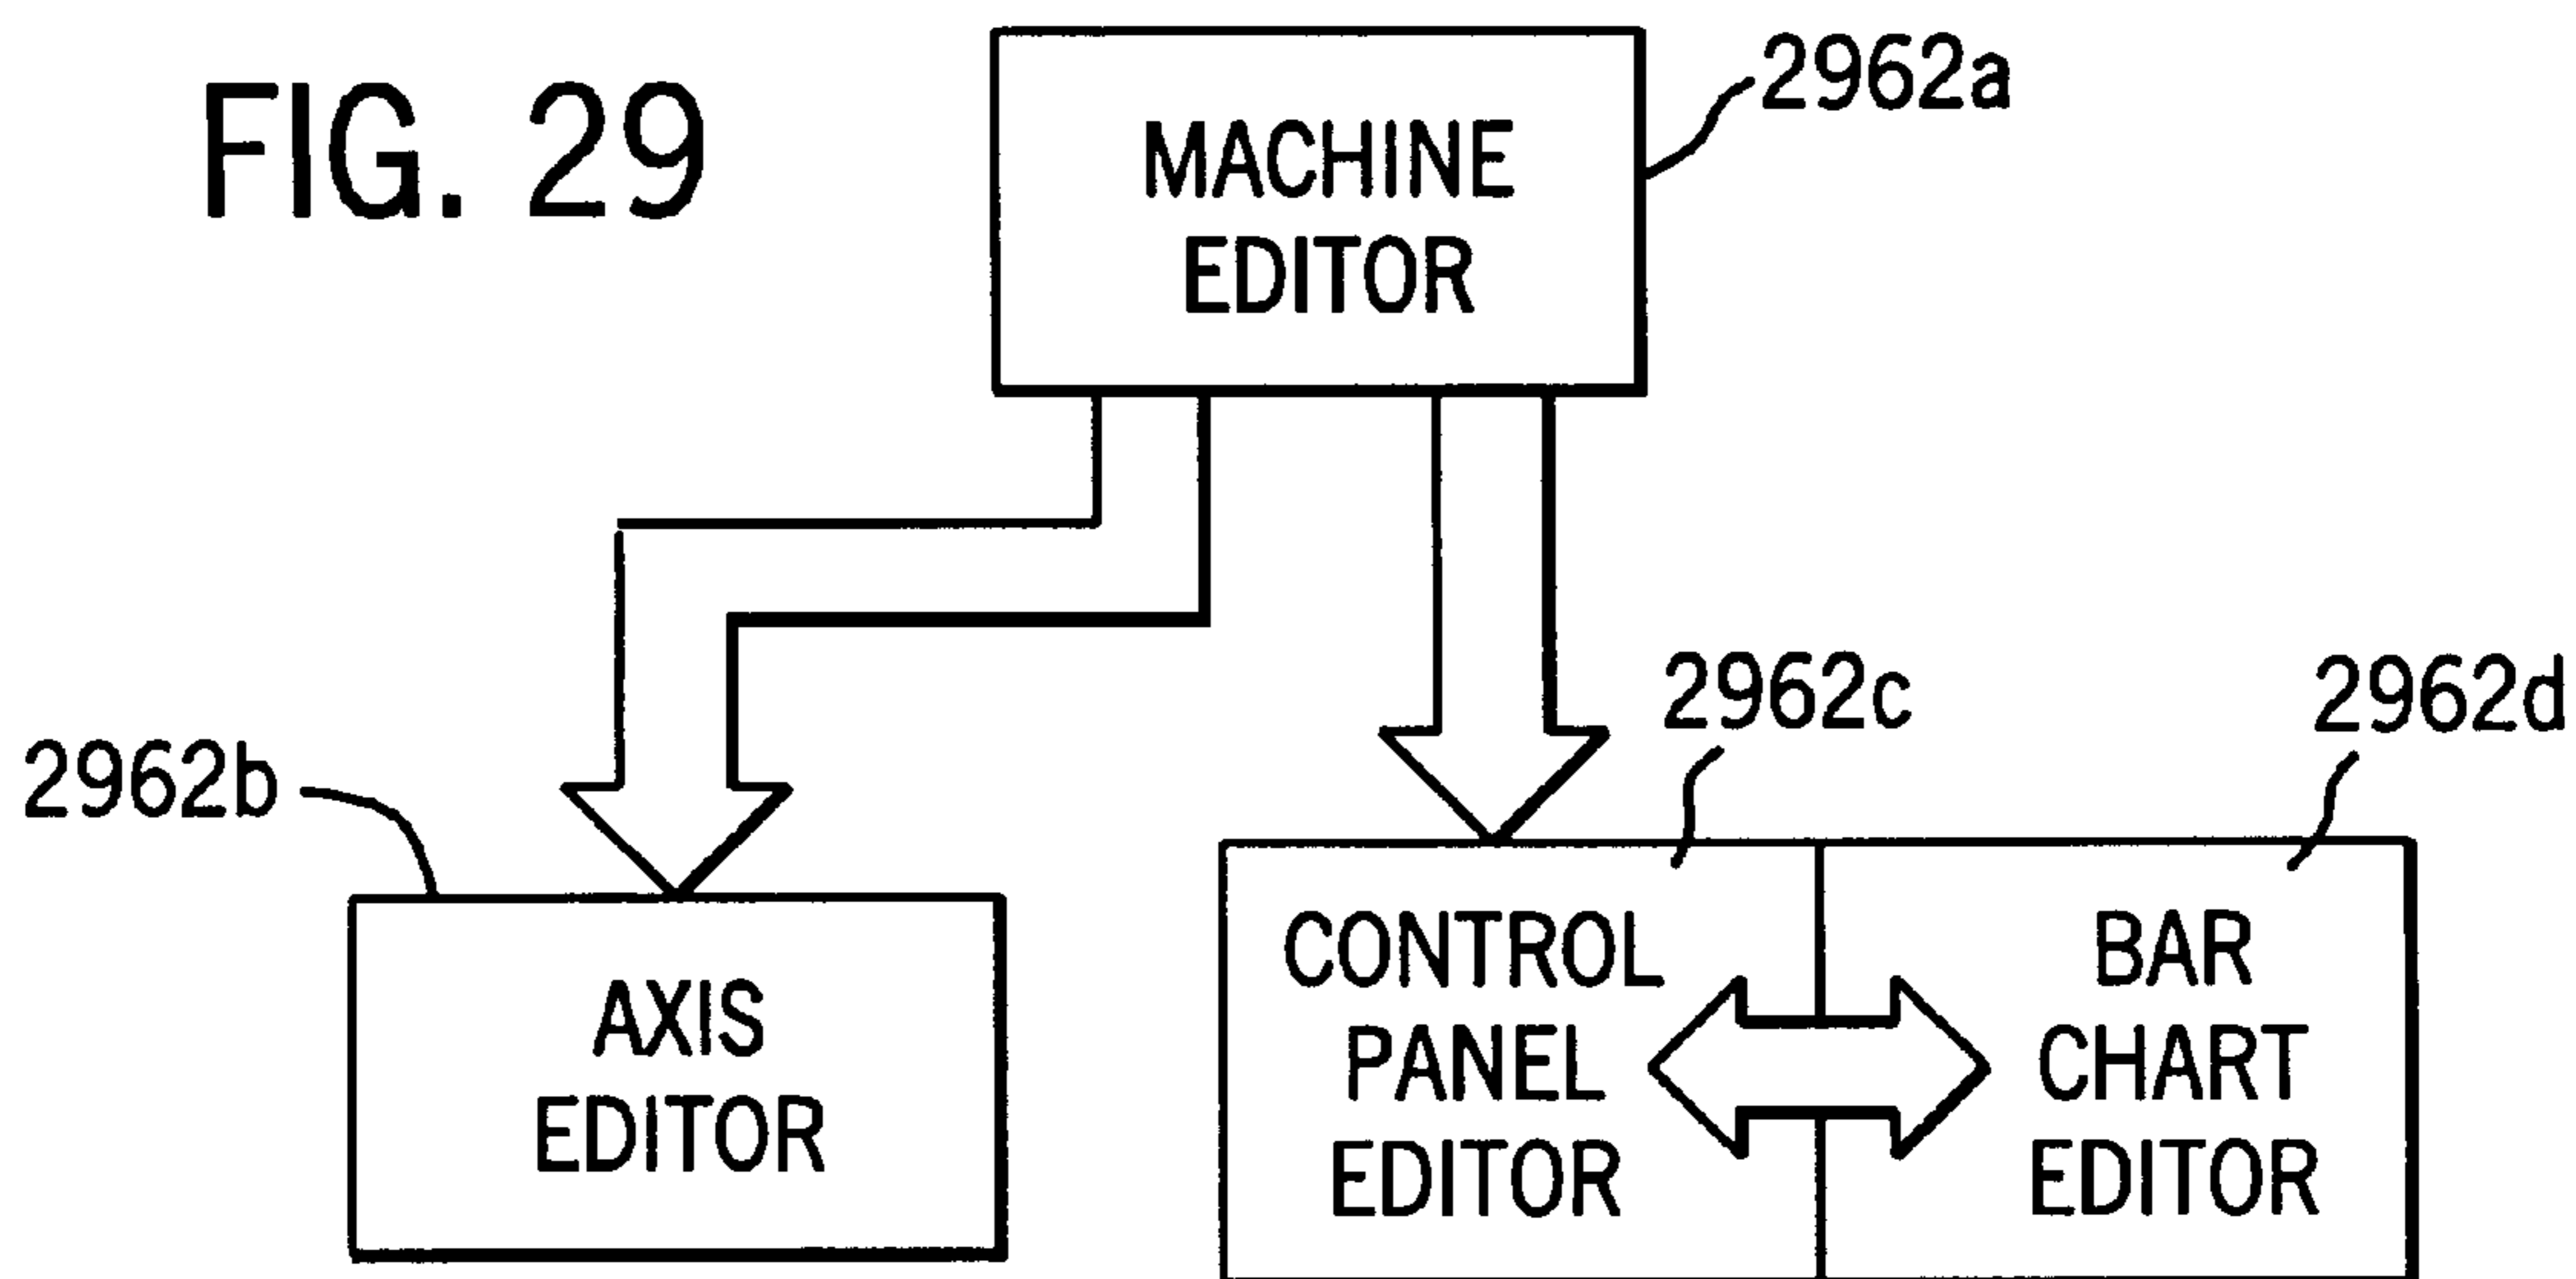 FIG. 29
2962a
MACHINE
EDITOR
2962c
2962d
2962b
CONTROL
PANEL
EDITOR
BAR
CHART
EDITOR
AXIS
EDITOR